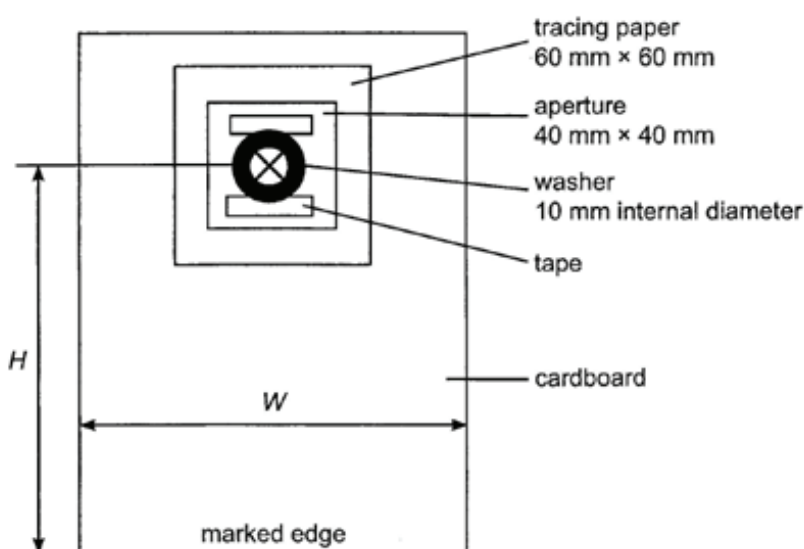 tracing paper
60 mm × 60 mm
aperture
40 mm × 40 mm
washer
10 mm internal diameter
tape
H
cardboard
W
marked edge